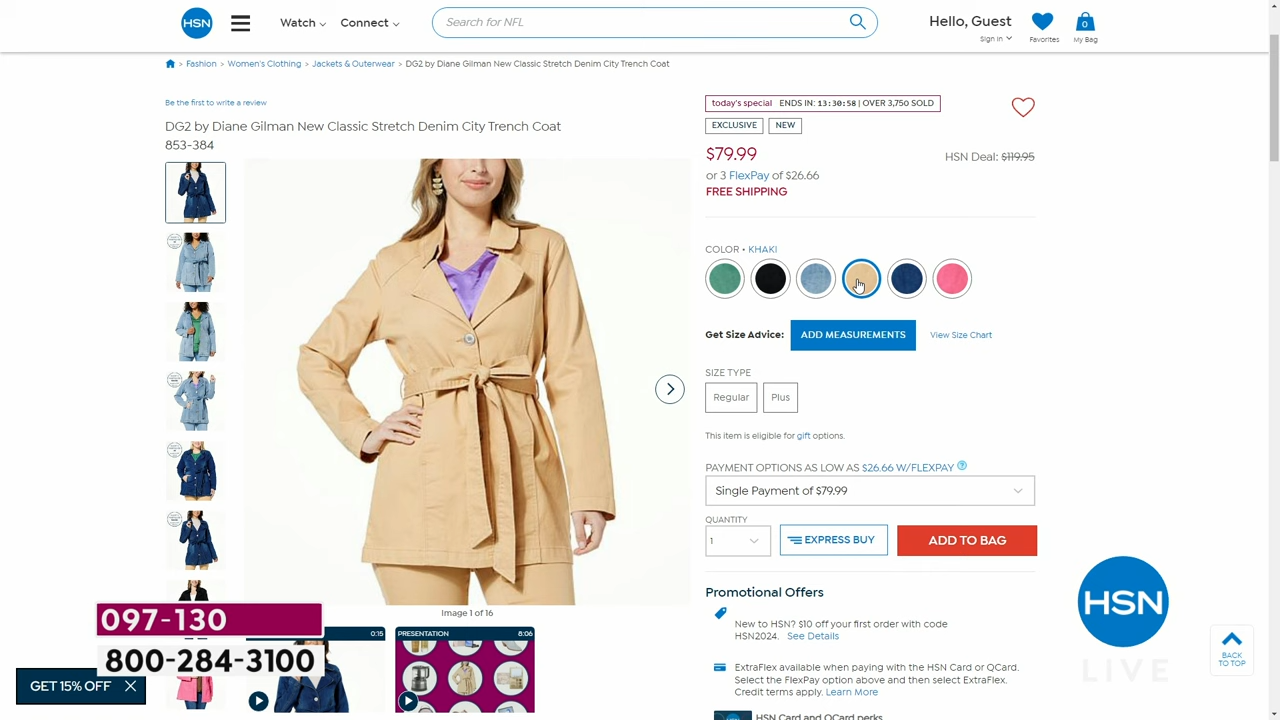 HSN
Watch
Connect
Search for NFL
Hello, Guest
Sign In
Favorites
0
My Bag
> Fashion > Women's Clothing > Jackets & Outerwear > DG2 by Diane Gilman New Classic Stretch Denim City Trench Coat
Be the first to write a review
DG2 by Diane Gilman New Classic Stretch Denim City Trench Coat
853-384
today's special ENDS IN: 13:30:58 | OVER 3,750 SOLD
EXCLUSIVE
NEW
$79.99
HSN Deal: $119.95
or 3 FlexPay of $26.66
FREE SHIPPING
COLOR • KHAKI
Get Size Advice:
ADD MEASUREMENTS
View Size Chart
SIZE TYPE
Regular
Plus
This item is eligible for gift options.
PAYMENT OPTIONS AS LOW AS $26.66 W/FLEXPAY ?
Single Payment of $79.99
QUANTITY
1
EXPRESS BUY
ADD TO BAG
Image 1 of 16
Promotional Offers
New to HSN? $10 off your first order with code
HSN2024. See Details
ExtraFlex available when paying with the HSN Card or QCard.
Select the FlexPay option above and then select ExtraFlex.
Credit terms apply. Learn More
HSN Card and QCard perks
0:15
PRESENTATION 8:06
097-130
800-284-3100
GET 15% OFF
HSN
LIVE
BACK
TO TOP